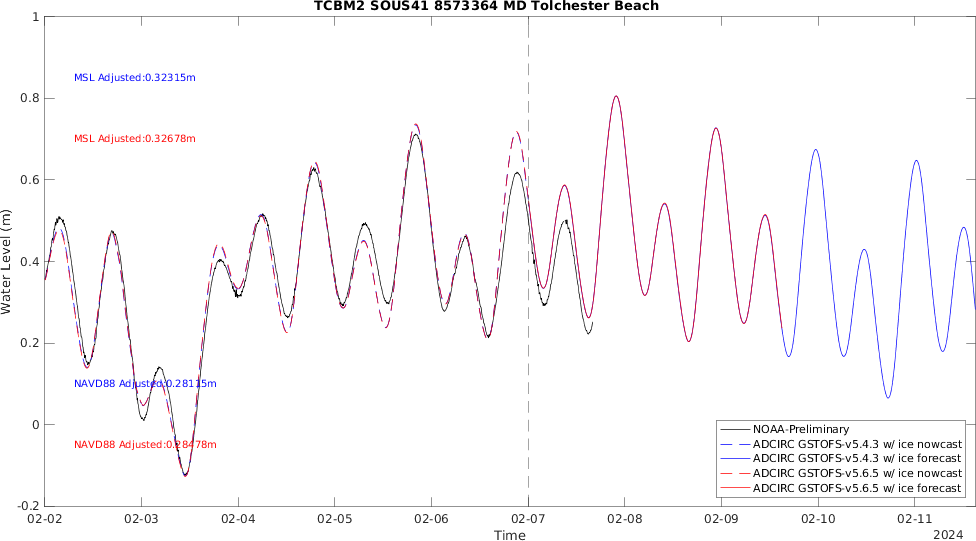 TCBM2 SOUS41 8573364 MD Tolchester Beach
1
0.8
0.6
0.4
0.2
0
-0.2
Water Level (m)
MSL Adjusted:0.32315m
MSL Adjusted:0.32678m
NAVD88 Adjusted:0.28115m
NAVD88 Adjusted:0.28478m
NOAA-Preliminary
ADCIRC GSTOFS-v5.4.3 w/ ice nowcast
ADCIRC GSTOFS-v5.4.3 w/ ice forecast
ADCIRC GSTOFS-v5.6.5 w/ ice nowcast
ADCIRC GSTOFS-v5.6.5 w/ ice forecast
02-02 02-03 02-04 02-05 02-06 02-07 02-08 02-09 02-10 02-11
Time
2024